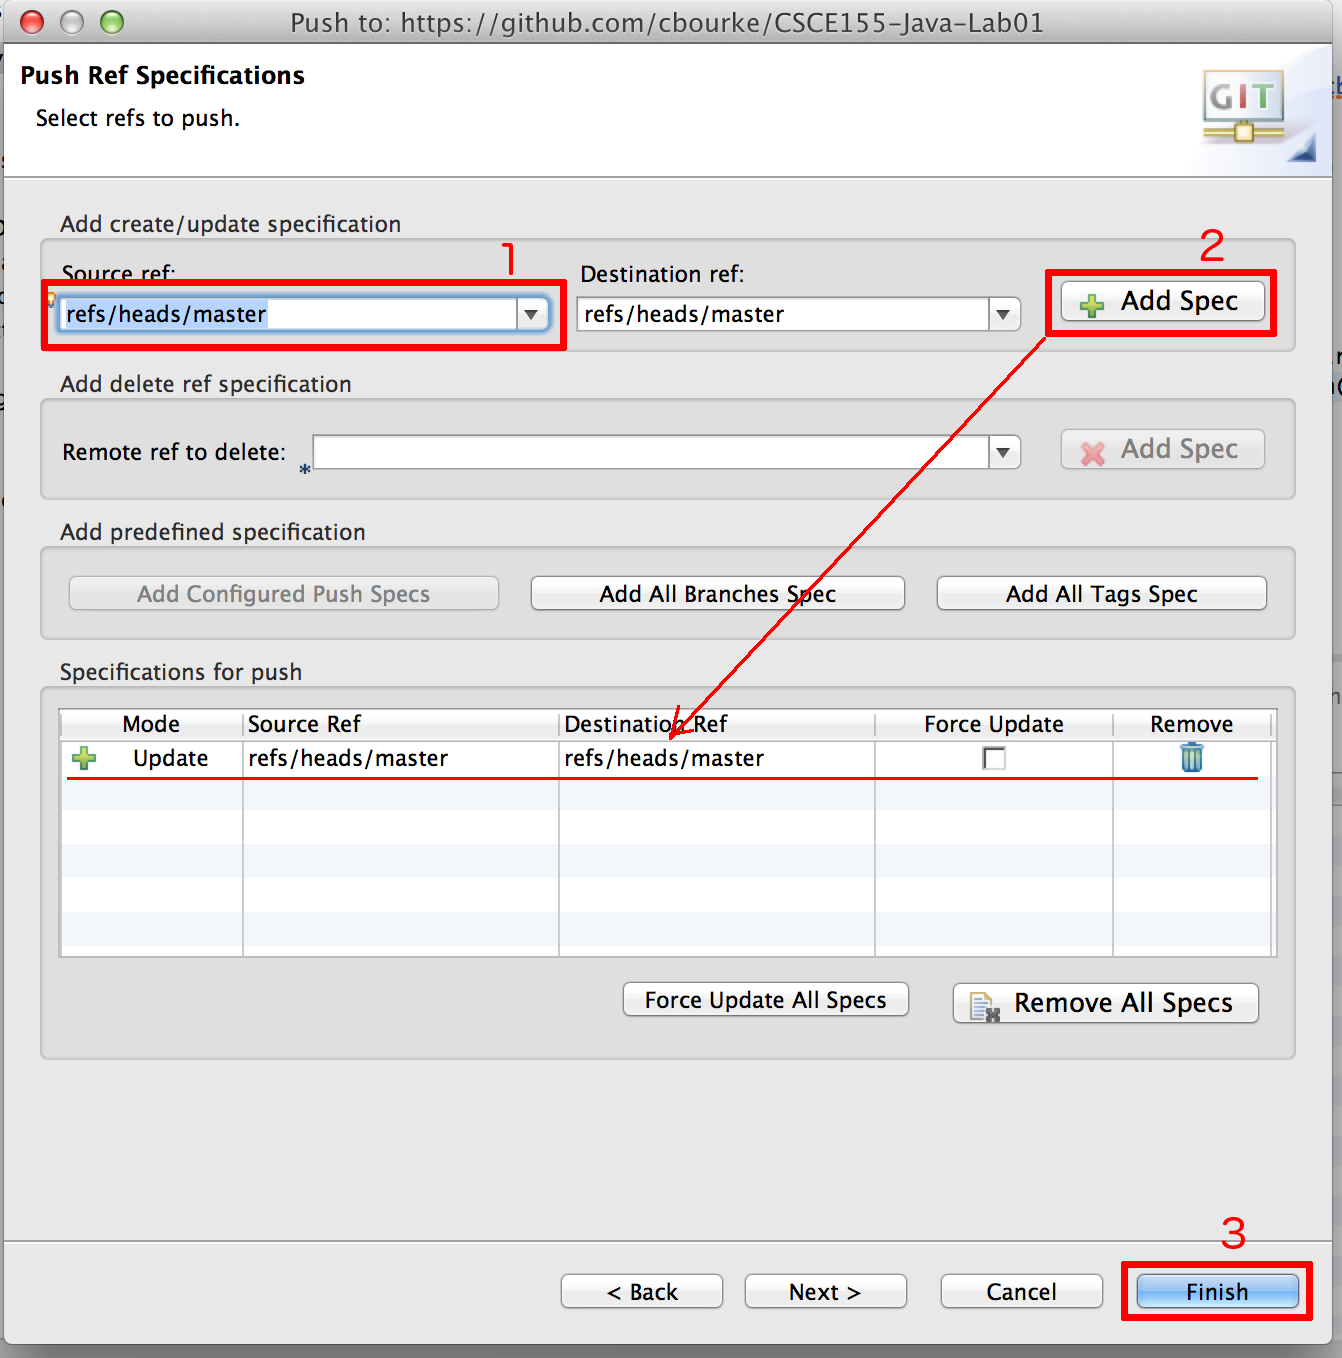 Push to: https://github.com/cbourke/CSCE155-Java-Lab01
Push Ref Specifications
Select refs to push.
GIT
Add create/update specification
1
2
Source ref:
Destination ref:
refs/heads/master
refs/heads/master
Add Spec
Add delete ref specification
Remote ref to delete:
*
Add Spec
Add predefined specification
Add Configured Push Specs
Add All Branches Spec
Add All Tags Spec
Specifications for push
Mode Source Ref Destination Ref Force Update Remove
Update refs/heads/master refs/heads/master
Force Update All Specs
Remove All Specs
3
< Back
Next >
Cancel
Finish